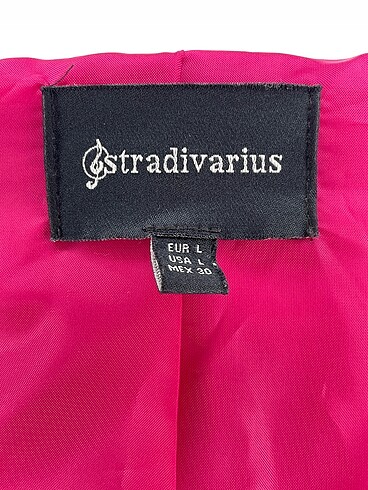 stradivarius
EUR L
USA L
MEX 30